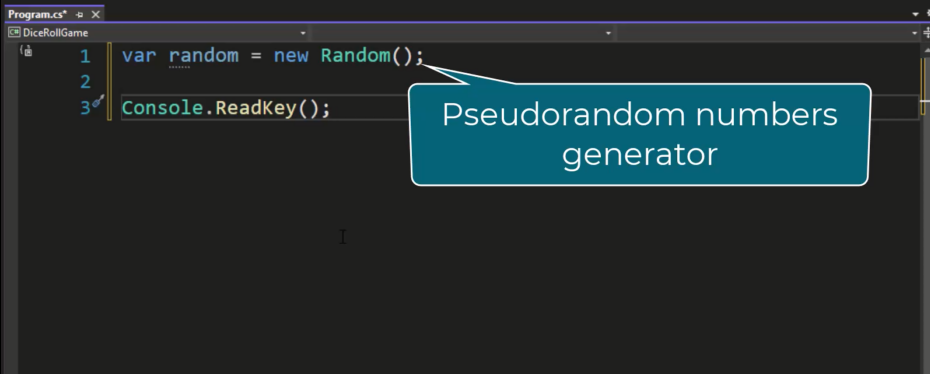 Program.cs*
DiceRollGame
1 var random = new Random();
2
3 Console.ReadKey();
Pseudorandom numbers
generator